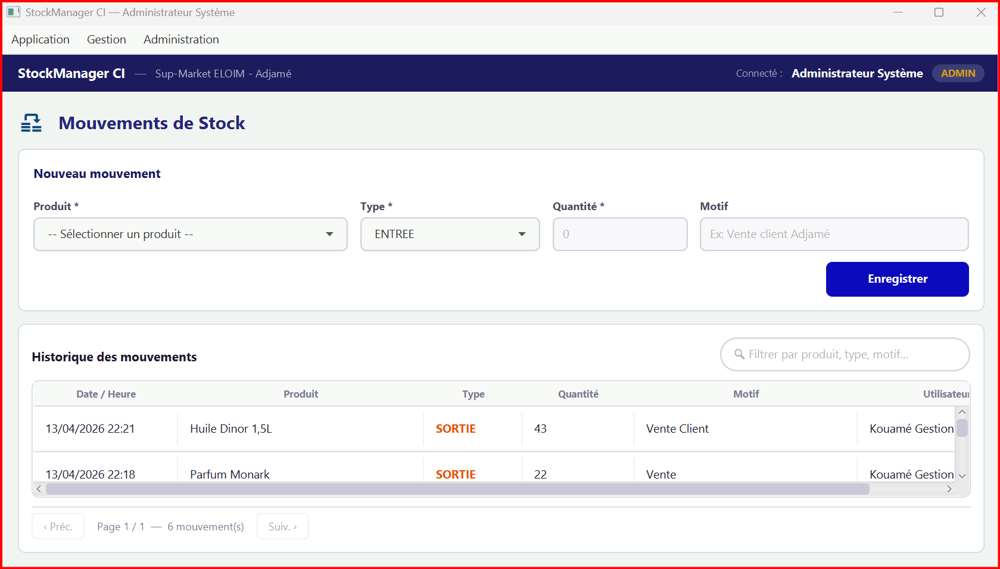 StockManager CI — Administrateur Système
Application Gestion Administration
StockManager CI — Sup-Market ELOIM - Adjamé Connecté : Administrateur Système ADMIN
Mouvements de Stock
Nouveau mouvement
Produit * Type * Quantité * Motif
-- Sélectionner un produit -- ENTREE 0 Ex: Vente client Adjamé
Enregistrer
Historique des mouvements Filtrer par produit, type, motif...
Date / Heure Produit Type Quantité Motif Utilisateur
13/04/2026 22:21 Huile Dinor 1,5L SORTIE 43 Vente Client Kouamé Gestion
13/04/2026 22:18 Parfum Monark SORTIE 22 Vente Kouamé Gestion
‹ Préc. Page 1 / 1 — 6 mouvement(s) Suiv. ›